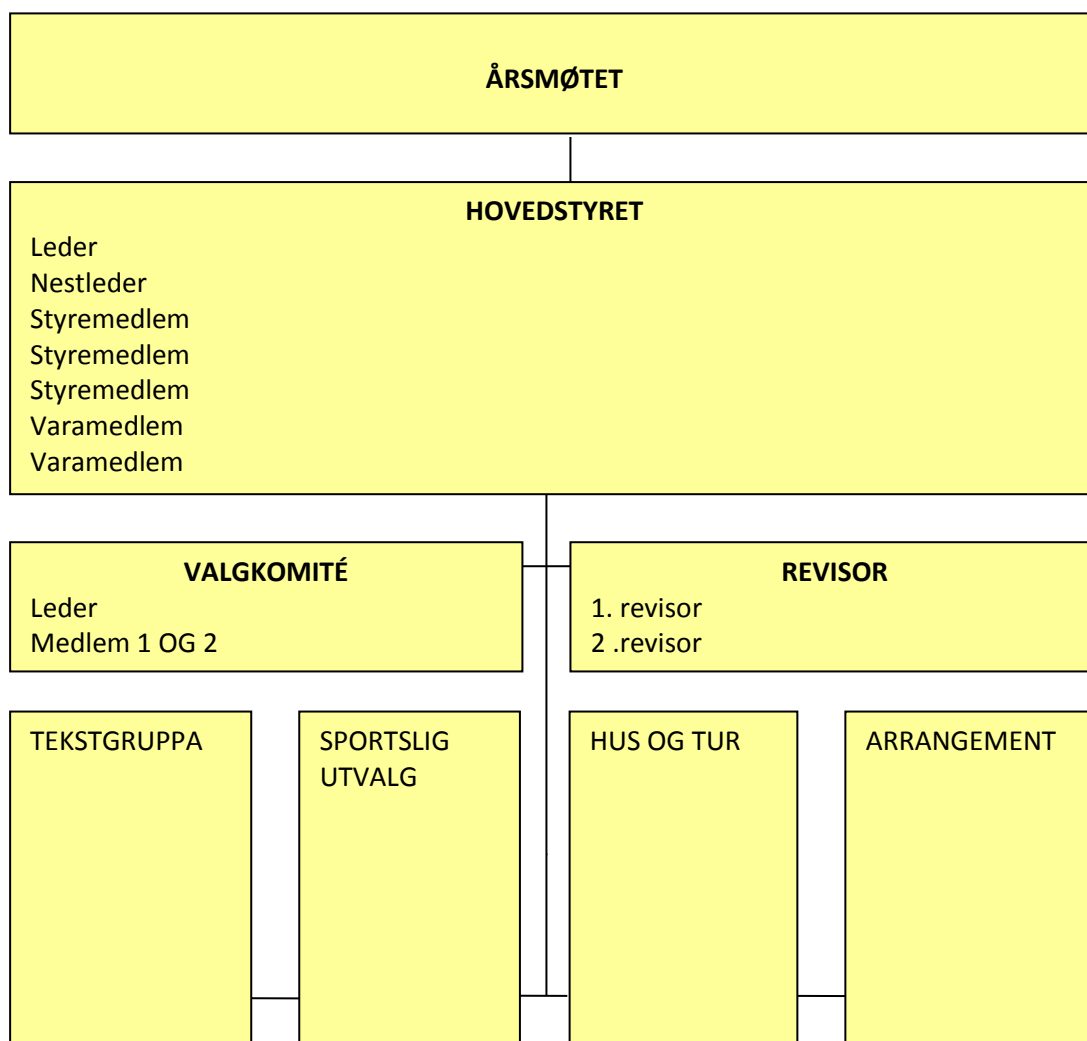 ÅRSMØTET
HOVEDSTYRET
Leder
Nestleder
Styremedlem
Styremedlem
Styremedlem
Varamedlem
Varamedlem
VALGKOMITÉ
Leder
Medlem 1 OG 2
REVISOR
1. revisor
2 .revisor
TEKSTGRUPPA
SPORTSLIG
UTVALG
HUS OG TUR
ARRANGEMENT